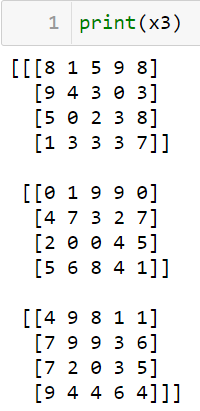 1 print(x3)
[[[8 1 5 9 8]
[9 4 3 0 3]
[5 0 2 3 8]
[1 3 3 3 7]]
[[0 1 9 9 0]
[4 7 3 2 7]
[2 0 0 4 5]
[5 6 8 4 1]]
[[4 9 8 1 1]
[7 9 9 3 6]
[7 2 0 3 5]
[9 4 4 6 4]]]